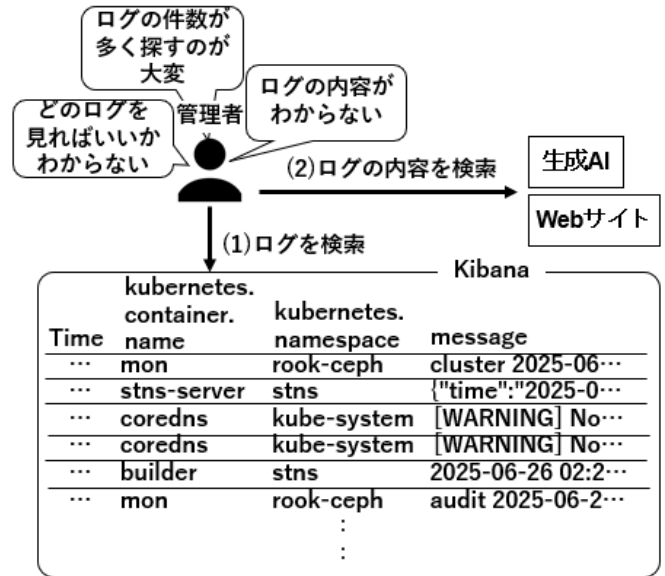 ログの件数が
多く探すのが
大変
ログの内容が
わからない
どのログを
見ればいいか
わからない
管理者
(2)ログの内容を検索
生成AI
Webサイト
(1)ログを検索
Kibana
Time kubernetes.container.name kubernetes.namespace message
… mon rook-ceph cluster 2025-06…
… stns-server stns {"time":"2025-0…
… coredns kube-system [WARNING] No…
… coredns kube-system [WARNING] No…
… builder stns 2025-06-26 02:2…
… mon rook-ceph audit 2025-06-2…
:
: